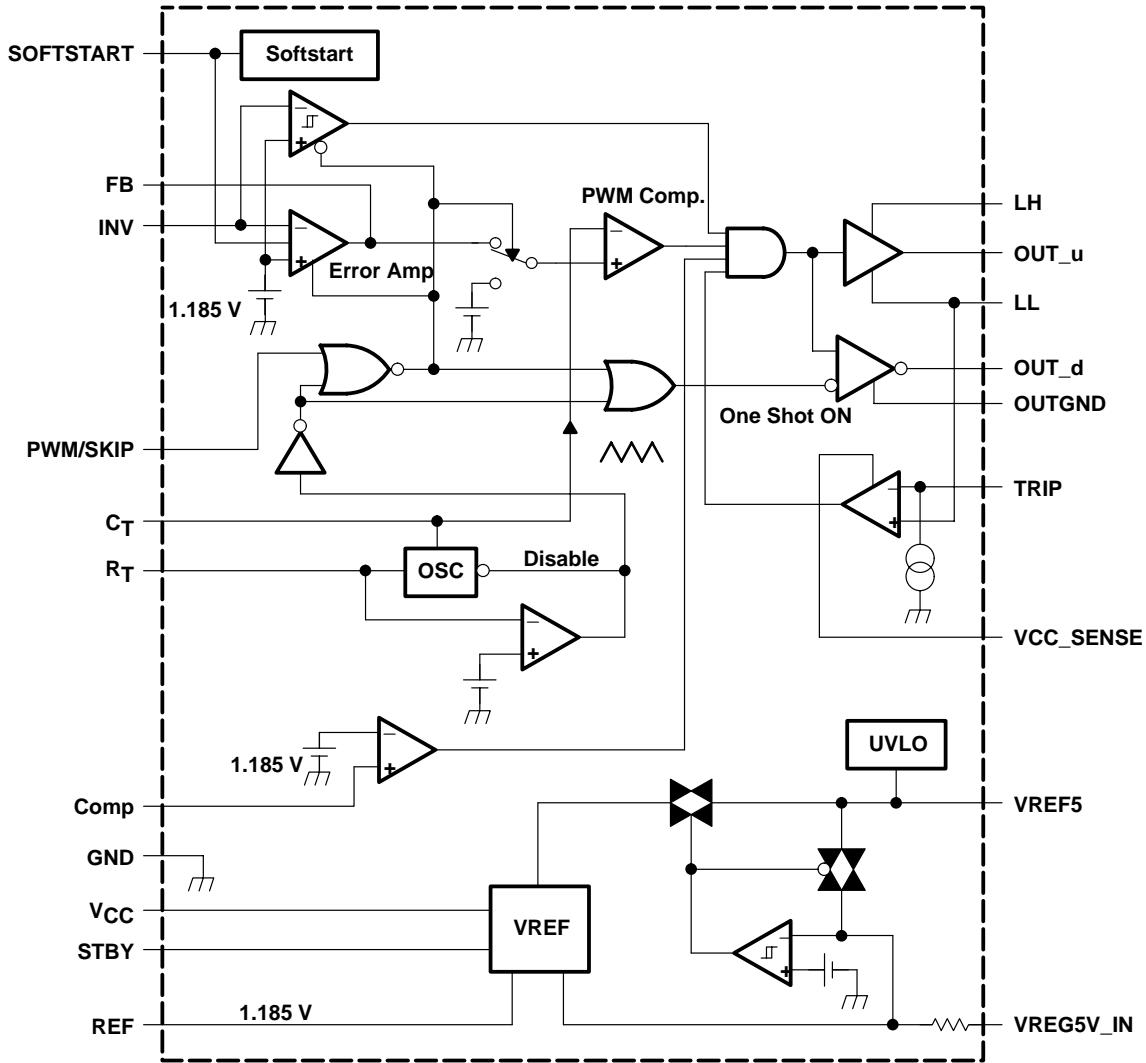 SOFTSTART
Softstart
FB
INV
PWM Comp.
LH
OUT_u
LL
Error Amp
1.185 V
OUT_d
OUTGND
One Shot ON
PWM/SKIP
TRIP
CT
RT
OSC
Disable
VCC_SENSE
1.185 V
UVLO
Comp
VREF5
GND
VCC
VREF
STBY
REF
1.185 V
VREG5V_IN